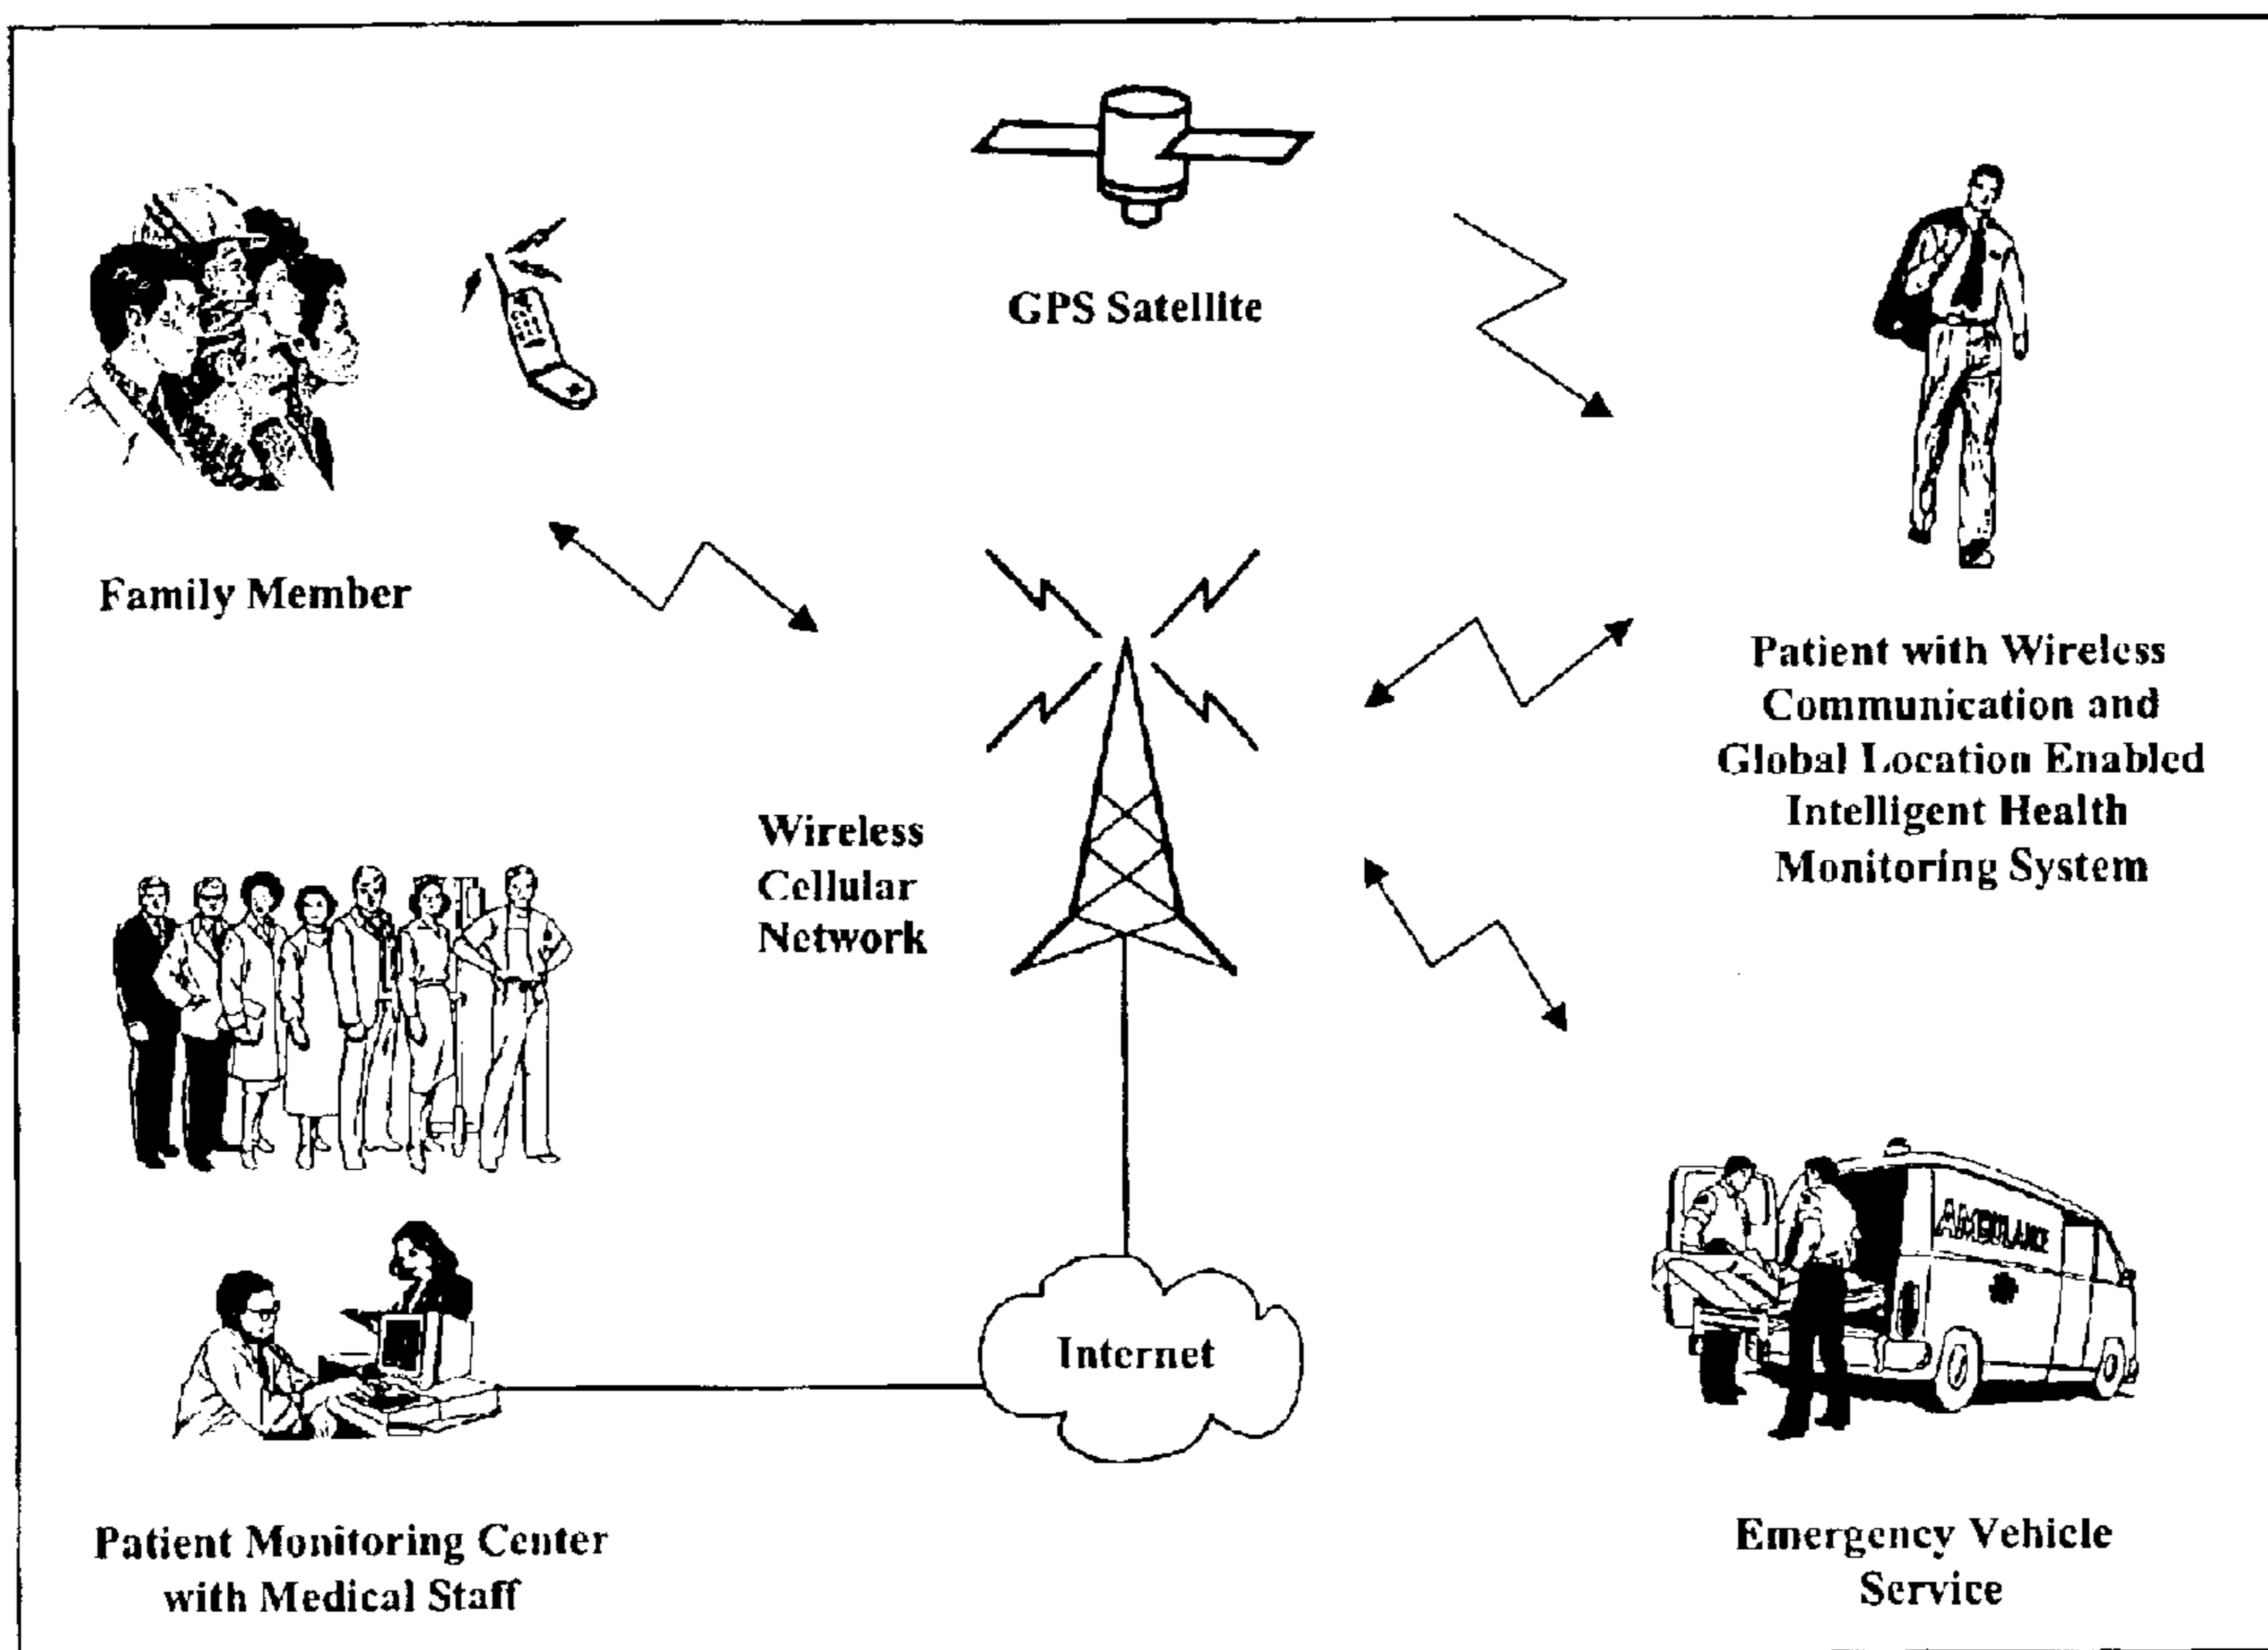 GPS Satellite
Family Member
Patient with Wireless
Communication and
Global Location Enabled
Intelligent Health
Monitoring System
Wireless
Cellular
Network
AMBULANCE
Internet
Patient Monitoring Center
with Medical Staff
Emergency Vehicle
Service